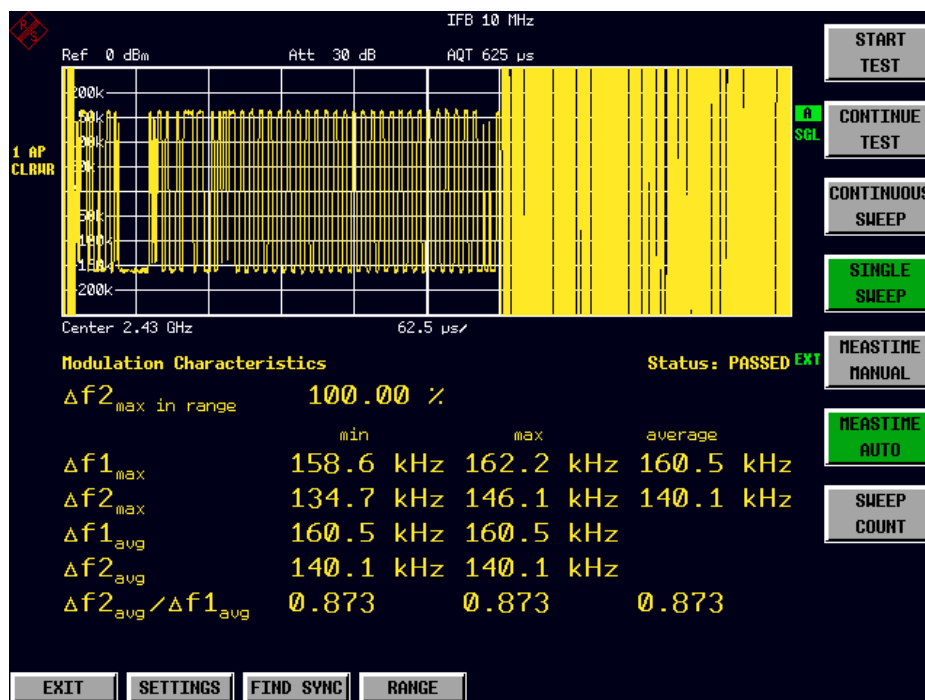 R
S
IFB 10 MHz
Ref 0 dBm Att 30 dB AQT 625 µs
200k
-200k
1 AP
CLRWR
A
SGL
Center 2.43 GHz 62.5 µs/
Modulation Characteristics Status: PASSED EXT
Δf2max in range 100.00 %
min max average
Δf1max 158.6 kHz 162.2 kHz 160.5 kHz
Δf2max 134.7 kHz 146.1 kHz 140.1 kHz
Δf1avg 160.5 kHz 160.5 kHz
Δf2avg 140.1 kHz 140.1 kHz
Δf2avg/Δf1avg 0.873 0.873 0.873
START
TEST
CONTINUE
TEST
CONTINUOUS
SWEEP
SINGLE
SWEEP
MEASTIME
MANUAL
MEASTIME
AUTO
SWEEP
COUNT
EXIT SETTINGS FIND SYNC RANGE